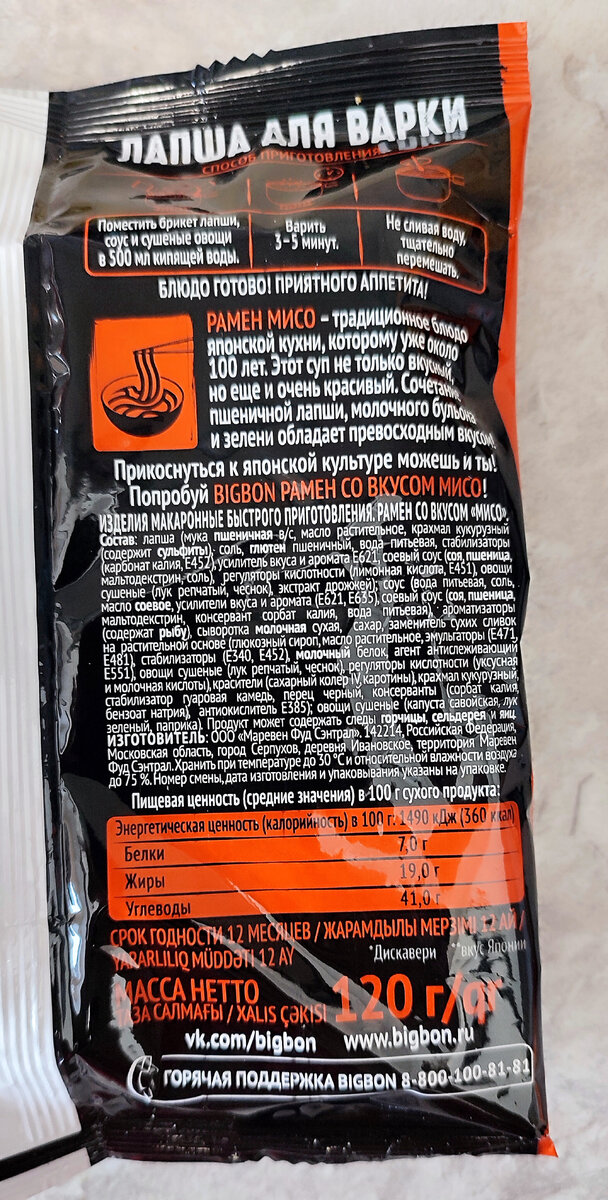 ЛАПША ДЛЯ ВАРКИ
СПОСОБ ПРИГОТОВЛЕНИЯ
Поместить брикет лапши,
соус и сушеные овощи
в 500 мл кипящей воды.
Варить
3-5 минут.
Не сливая воду,
тщательно
перемешать.
БЛЮДО ГОТОВО! ПРИЯТНОГО АППЕТИТА!
РАМЕН МИСО – традиционное блюдо
японской кухни, которому уже около
100 лет. Этот суп не только вкусный,
но еще и очень красивый. Сочетание
пшеничной лапши, молочного бульона
и зелени обладает превосходным вкусом!
Прикоснуться к японской культуре можешь и ты!
Попробуй BIGBON РАМЕН СО ВКУСОМ МИСО!
ИЗДЕЛИЯ МАКАРОННЫЕ БЫСТРОГО ПРИГОТОВЛЕНИЯ. РАМЕН СО ВКУСОМ «МИСО».
Состав: лапша (мука пшеничная в/с, масло растительное, крахмал кукурузный
(содержит сульфиты), соль, глютен пшеничный, вода питьевая, стабилизаторы
(карбонат калия, E452), усилитель вкуса и аромата E621, соевый соус (соя, пшеница,
мальтодекстрин, соль), регуляторы кислотности (лимонная кислота, E451), овощи
сушеные (лук репчатый, чеснок), экстракт дрожжей); соус (вода питьевая, соль,
масло соевое, усилители вкуса и аромата (E621, E635), соевый соус (соя, пшеница,
мальтодекстрин, консервант сорбат калия, вода питьевая), ароматизаторы
(содержат рыбу), сыворотка молочная сухая, сахар, заменитель сухих сливок
на растительной основе (глюкозный сироп, масло растительное, эмульгаторы (E471,
E481), стабилизаторы (E340, E452), молочный белок, агент антислеживающий
E551), овощи сушеные (лук репчатый, чеснок), регуляторы кислотности (уксусная
и молочная кислоты), красители (сахарный колер IV, каротины), крахмал кукурузный,
стабилизатор гуаровая камедь, перец черный, консерванты (сорбат калия,
бензоат натрия), антиокислитель E385); овощи сушеные (капуста савойская, лук
зеленый, паприка). Продукт может содержать следы горчицы, сельдерея и яиц.
ИЗГОТОВИТЕЛЬ: ООО «Маревен Фуд Сэнтрал». 142214, Российская Федерация,
Московская область, город Серпухов, деревня Ивановское, территория Маревен
Фуд Сэнтрал. Хранить при температуре до 30 °С и относительной влажности воздуха
до 75 %. Номер смены, дата изготовления и упаковывания указаны на упаковке.
Пищевая ценность (средние значения) в 100 г сухого продукта:
Энергетическая ценность (калорийность) в 100 г: 1490 кДж (360 ккал)
Белки 7,0 г
Жиры 19,0 г
Углеводы 41,0 г
СРОК ГОДНОСТИ 12 МЕСЯЦЕВ / ЖАРАМДЫЛЫ МЕРЗІМІ 12 АЙ /
YARARLILIQ MÜDDƏTİ 12 AY
*Дискавери **вкус Японии
МАССА НЕТТО
ТАЗА САЛМАҒЫ / XALIS ÇƏKISI
120 г/qr
vk.com/bigbon www.bigbon.ru
ГОРЯЧАЯ ПОДДЕРЖКА BIGBON 8-800-100-81-81